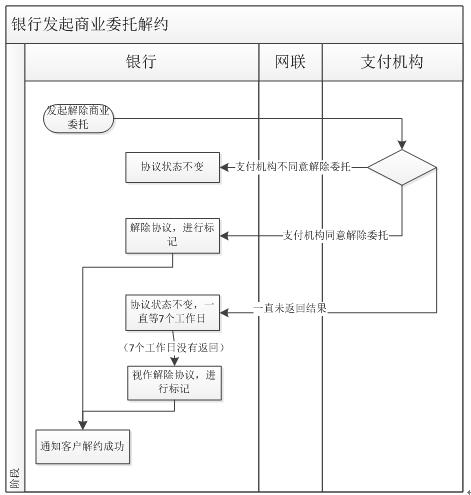 银行发起商业委托解约
银行
网联
支付机构
发起解除商业
委托
协议状态不变
支付机构不同意解除委托
解除协议，进行标
记
支付机构同意解除委托
协议状态不变，一
直等7个工作日
一直未返回结果
（7个工作日没有返回）
视作解除协议，进
行标记
通知客户解约成功
阶段